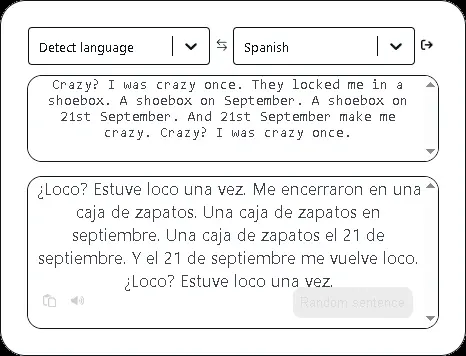 Detect language
Spanish
Crazy? I was crazy once. They locked me in a
shoebox. A shoebox on September. A shoebox on
21st September. And 21st September make me
crazy. Crazy? I was crazy once.
¿Loco? Estuve loco una vez. Me encerraron en una
caja de zapatos. Una caja de zapatos en
septiembre. Una caja de zapatos el 21 de
septiembre. Y el 21 de septiembre me vuelve loco.
¿Loco? Estuve loco una vez.
Random sentence